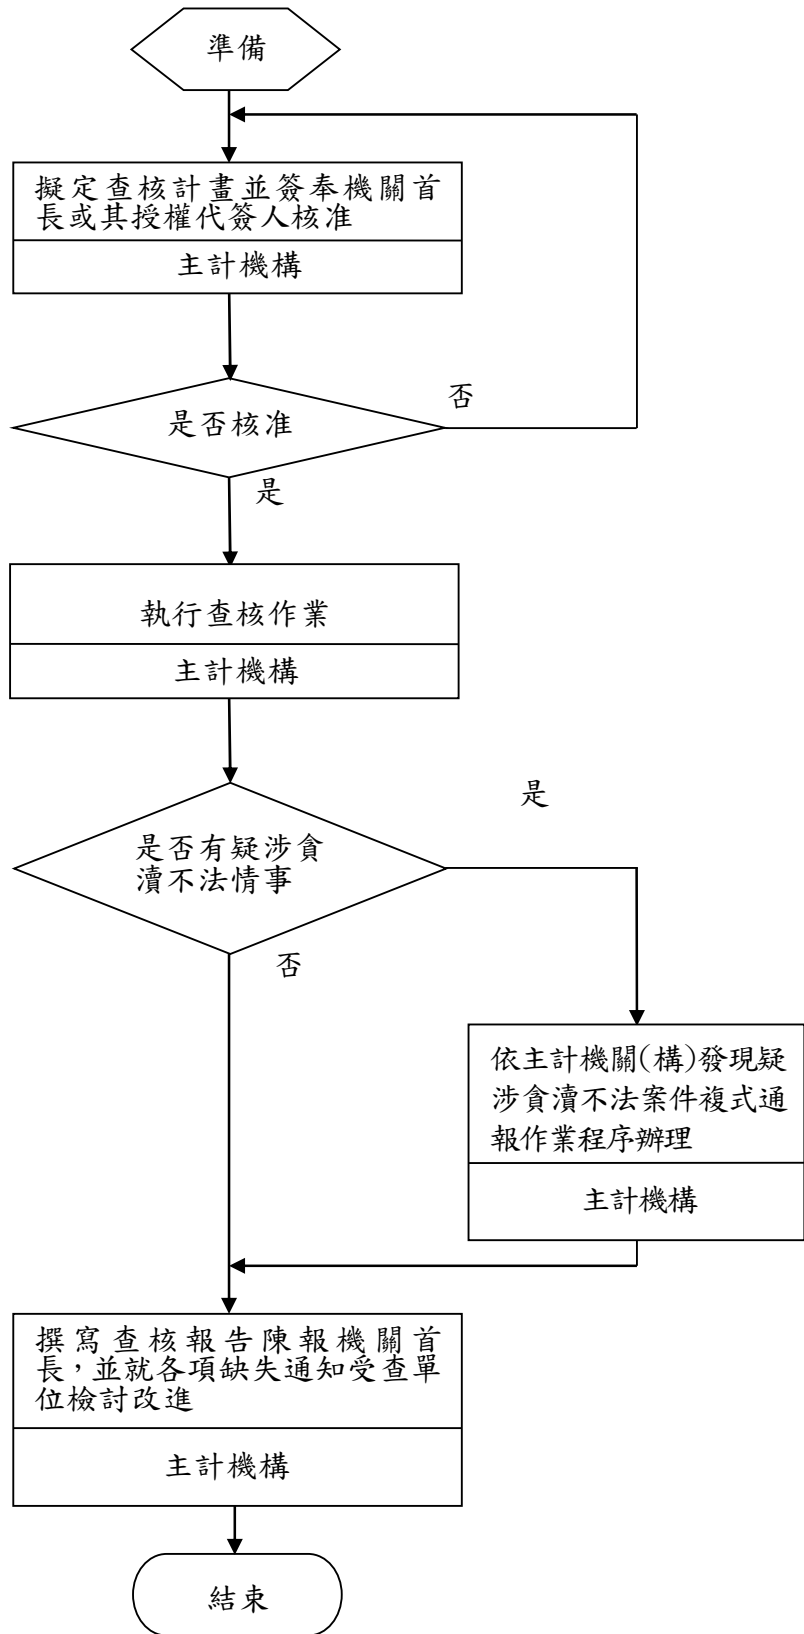 準備
擬定查核計畫並簽奉機關首
長或其授權代簽人核准
主計機構
是否核准
否
是
執行查核作業
主計機構
是否有疑涉貪
瀆不法情事
是
否
依主計機關(構)發現疑
涉貪瀆不法案件複式通
報作業程序辦理
主計機構
撰寫查核報告陳報機關首
長，並就各項缺失通知受查單
位檢討改進
主計機構
結束